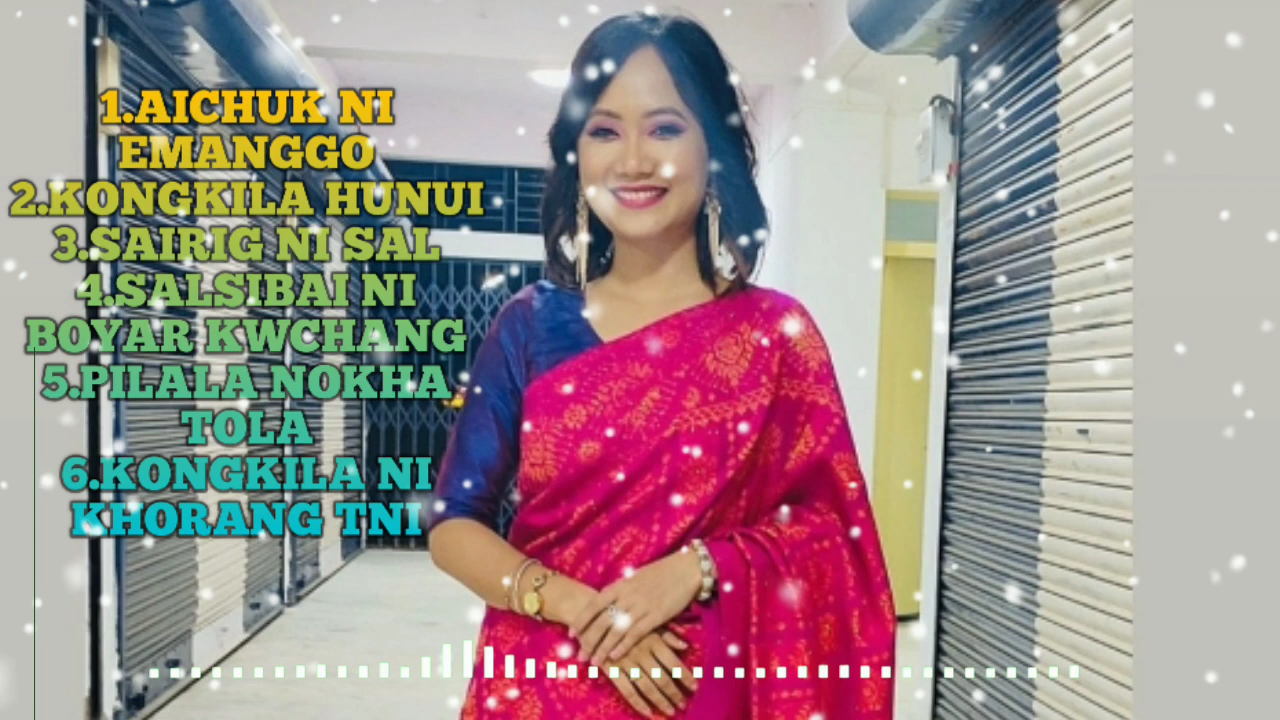 1.AICHUK NI
EMANGGO
2.KONGKILA HUNUI
3.SAIRIG NI SAL
4.SALSIBAI NI
BOYAR KWCHANG
5.PILALA NOKHA
TOLA
6.KONGKILA NI
KHORANG TNI